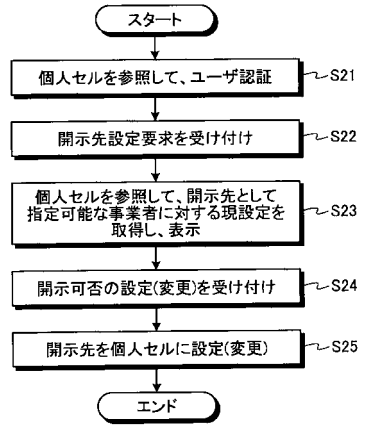 スタート
個人セルを参照して、ユーザ認証
S21
開示先設定要求を受け付け
S22
個人セルを参照して、開示先として
指定可能な事業者に対する現設定を
取得し、表示
S23
開示可否の設定(変更)を受け付け
S24
開示先を個人セルに設定(変更)
S25
エンド